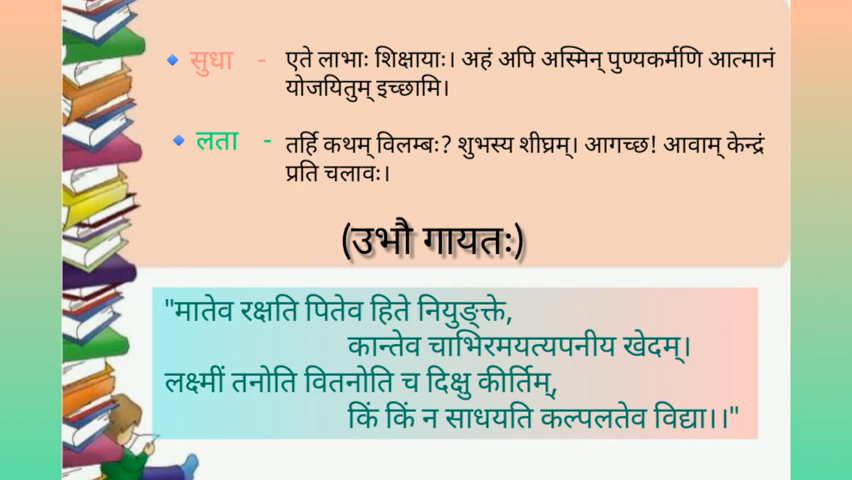 सुधा - एते लाभाः शिक्षायाः। अहं अपि अस्मिन् पुण्यकर्मणि आत्मानं
योजयितुम् इच्छामि।
लता - तर्हि कथम् विलम्बः? शुभस्य शीघ्रम्। आगच्छ! आवाम् केन्द्रं
प्रति चलावः।
(उभौ गायतः)
"मातेव रक्षति पितेव हिते नियुङ्क्ते,
कान्तेव चाभिरमयत्यपनीय खेदम्।
लक्ष्मीं तनोति वितनोति च दिक्षु कीर्तिम्,
किं किं न साधयति कल्पलतेव विद्या।।"